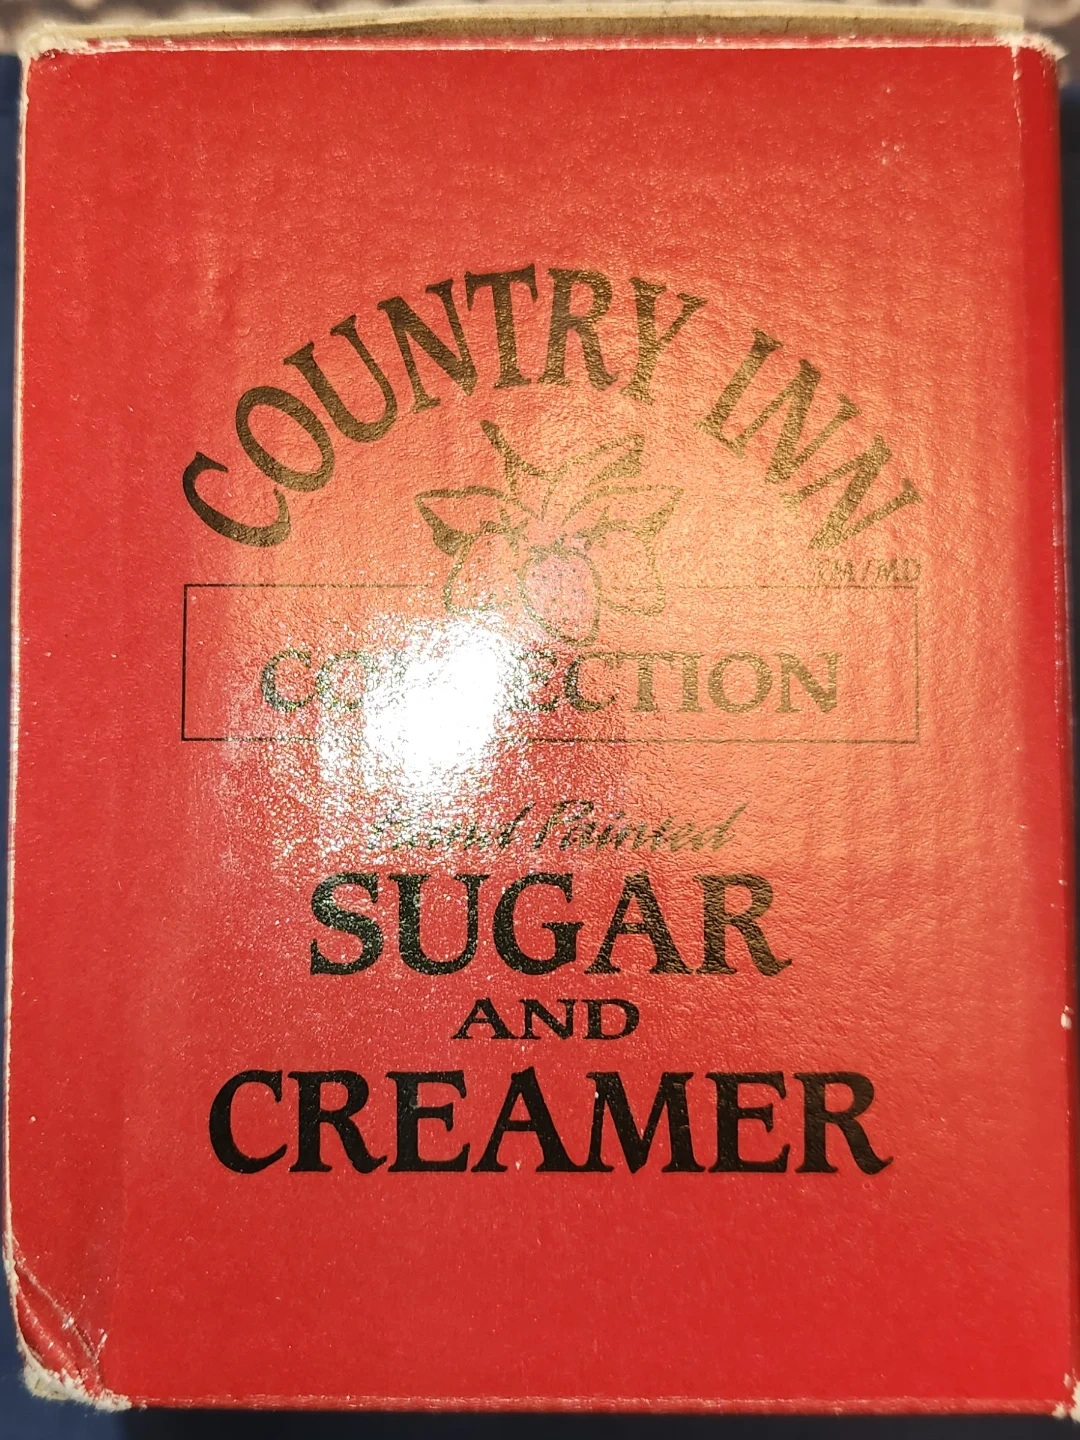 COUNTRY INN
TM/MD
COLLECTION
Hand Painted
SUGAR
AND
CREAMER